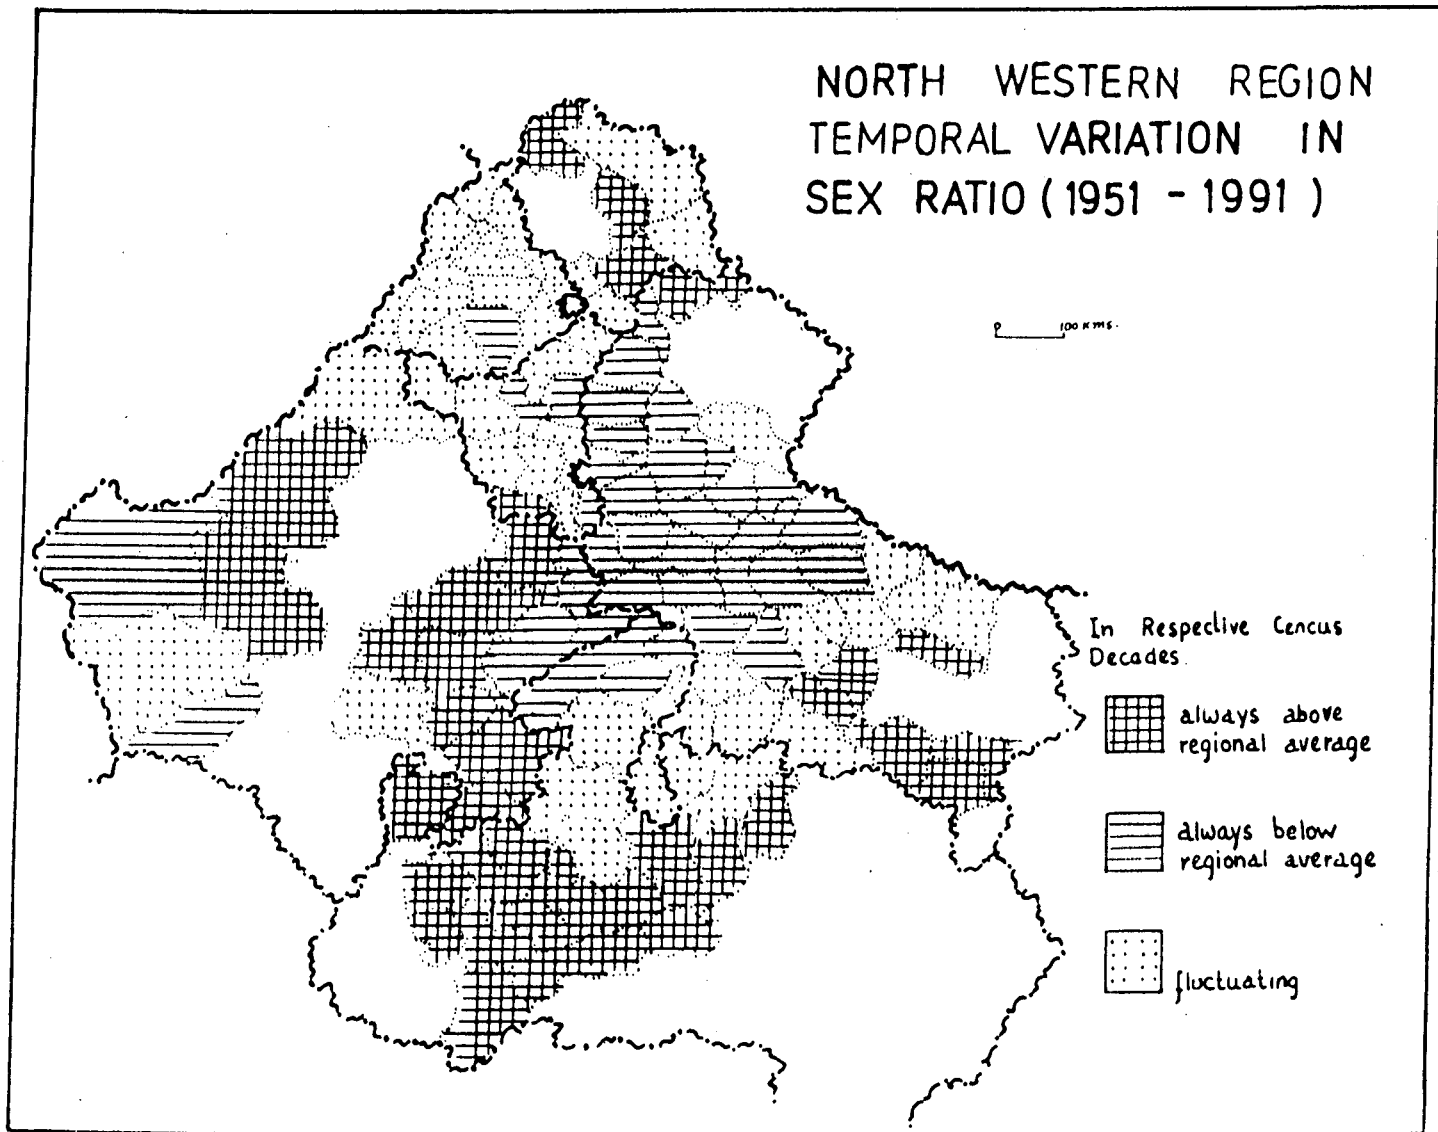 NORTH WESTERN REGION
TEMPORAL VARIATION IN
SEX RATIO ( 1951 - 1991 )
0 100 KMS.
In Respective Cencus
Decades.
always above
regional average
always below
regional average
fluctuating